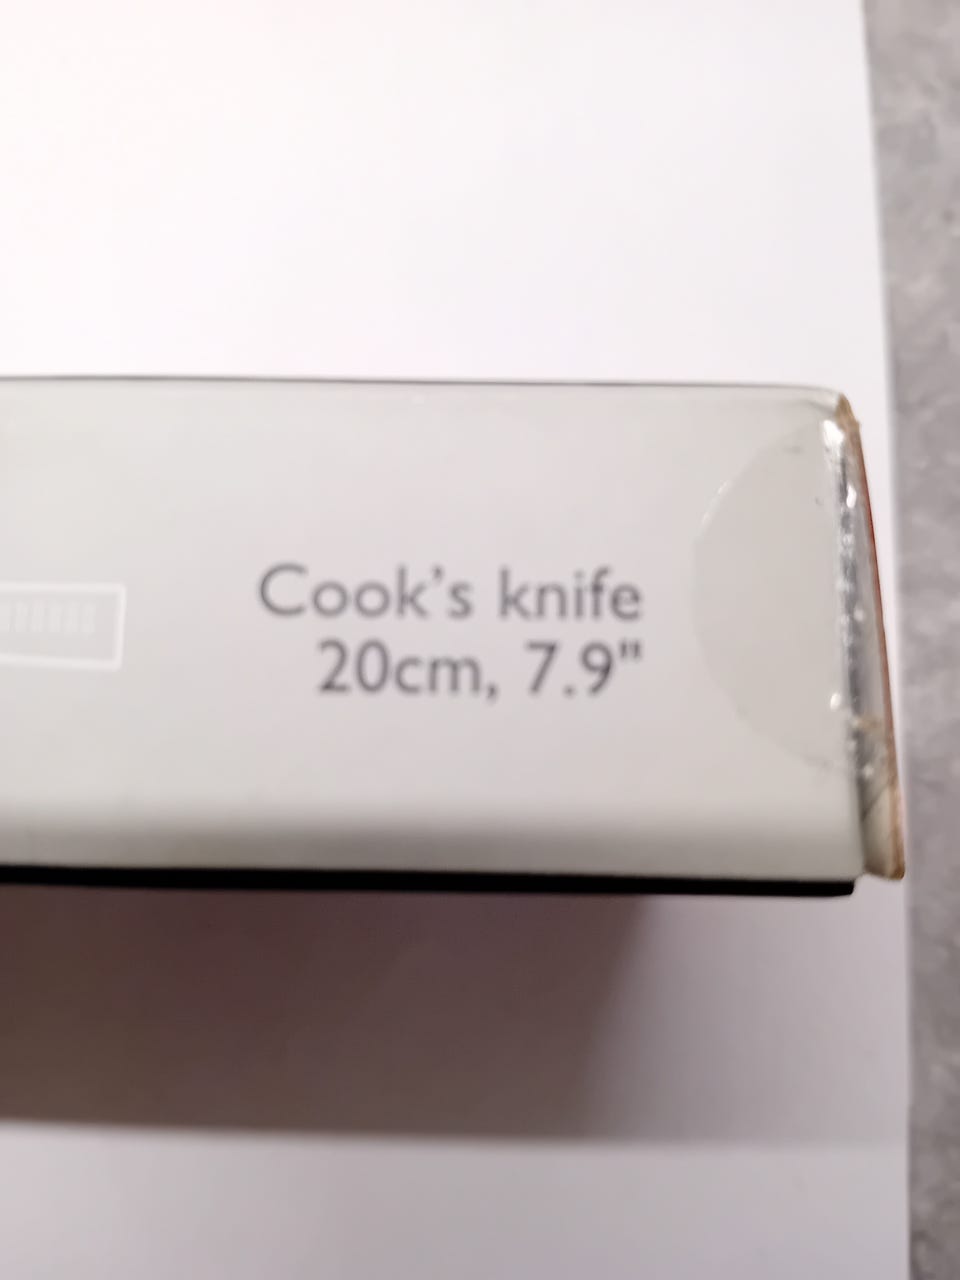 Cook's knife
20cm, 7.9"